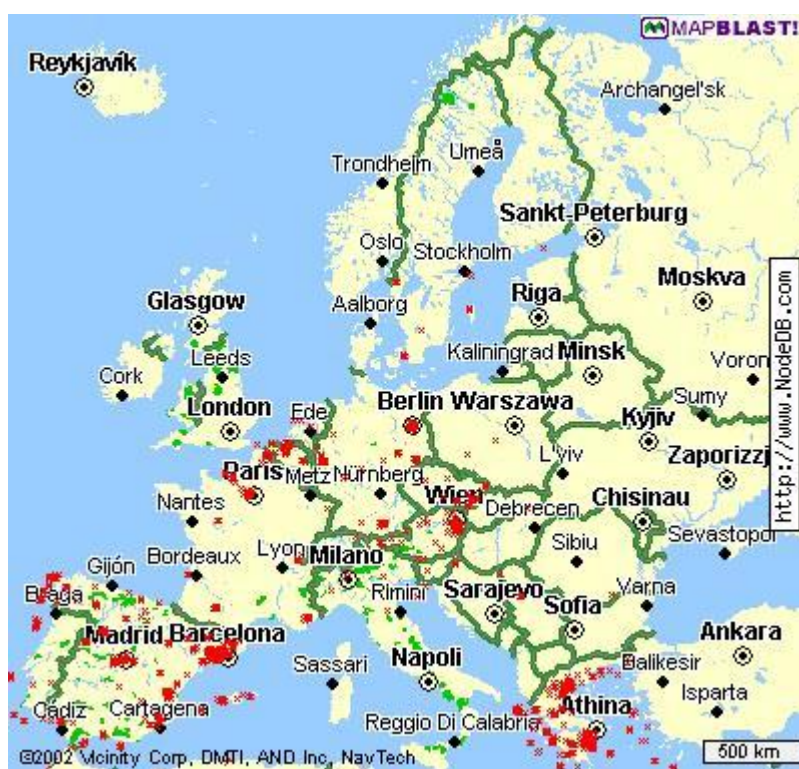 MAPBLAST!
Reykjavík
Archangel'sk
Umeå
Trondheim
Sankt-Peterburg
Oslo
Stockholm
Moskva
Riga
Glasgow
Aalborg
Kaliningrad
Minsk
Leeds
Voron
Cork
Sumy
London
Ede
Berlin
Warszawa
Kyjiv
L'yiv
Zaporizzj
Paris
Metz
Nürnberg
Wien
Chisinau
Nantes
Debrecen
Sevastopol
Sibiu
Bordeaux
Lyon
Milano
Gijón
Sarajevo
Varna
Braga
Rimini
Sofia
Madrid
Barcelona
Ankara
Napoli
Balikesir
Sassari
Isparta
Athina
Cádiz
Cartagena
Reggio Di Calabria
©2002 Vicinity Corp, DMTI, AND Inc, NavTech
500 km
http://www.NodeDB.com